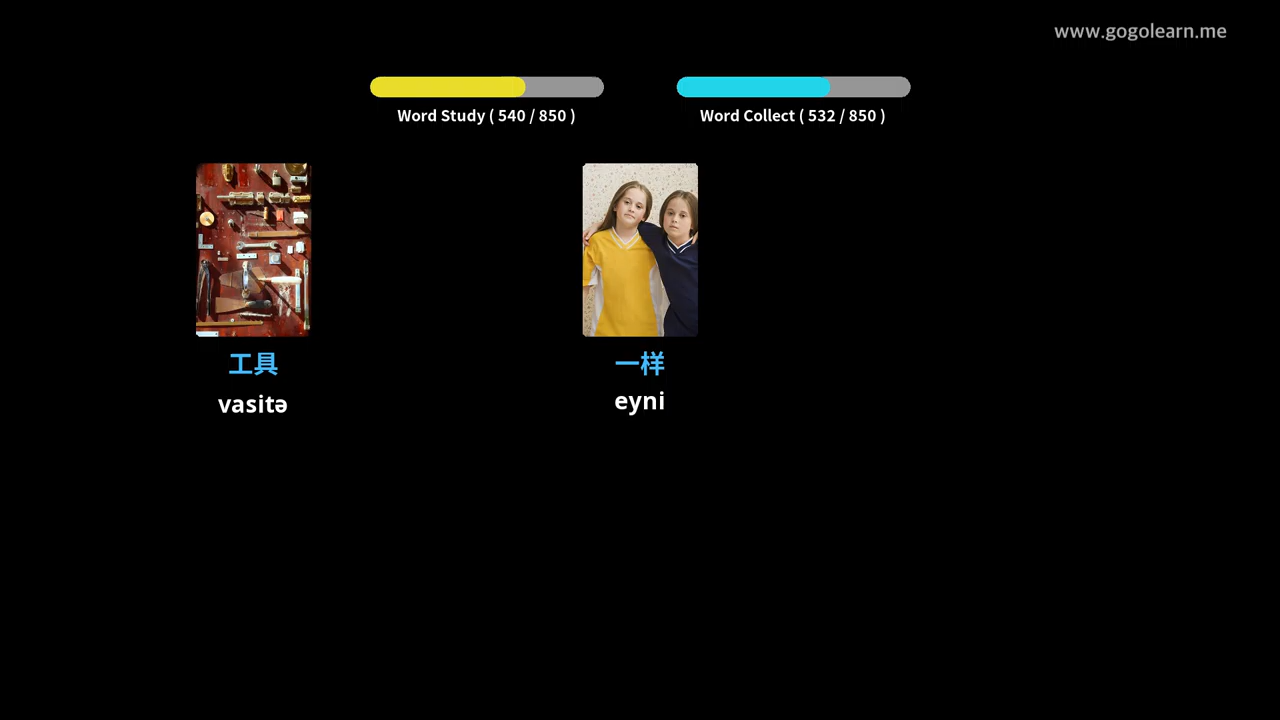 www.gogolearn.me
Word Study ( 540 / 850 )
Word Collect ( 532 / 850 )
工具
vasitə
一样
eyni